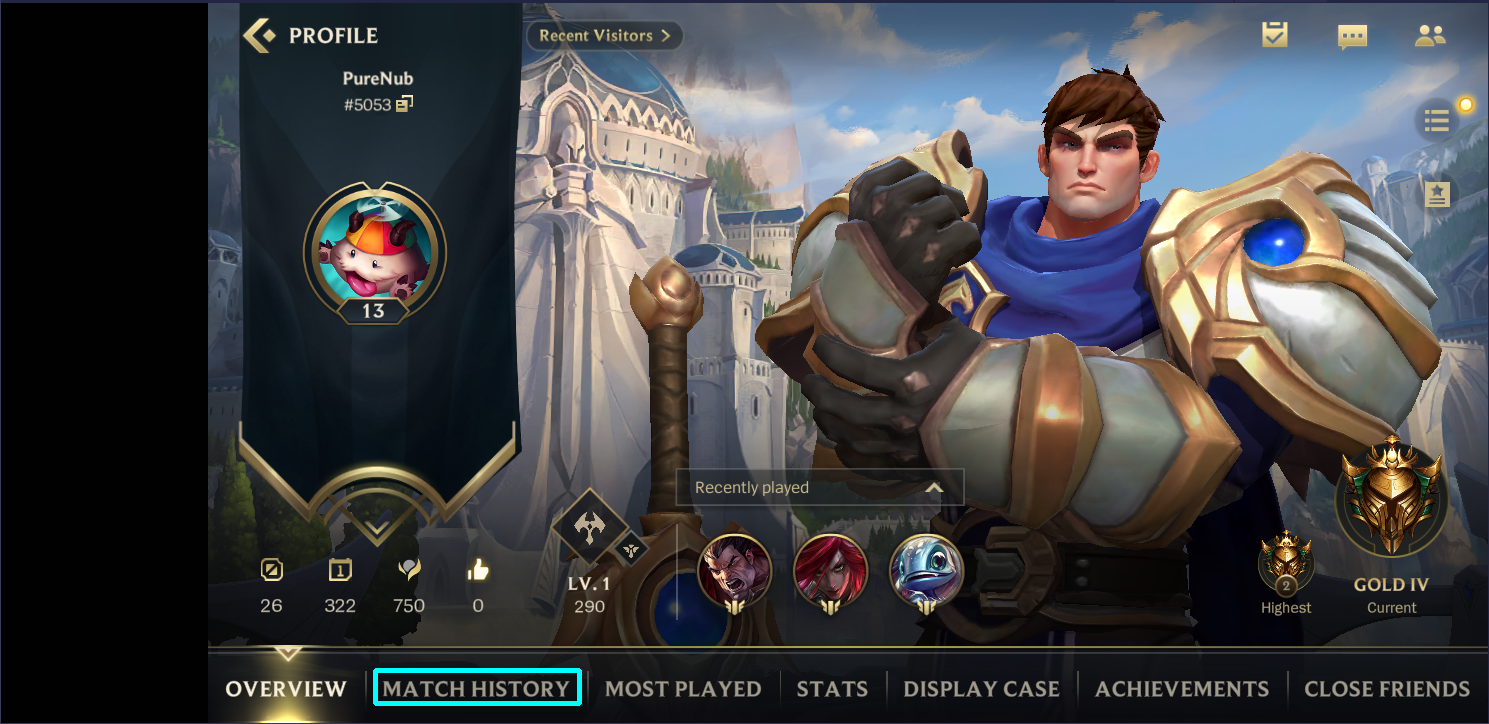 PROFILE
Recent Visitors
PureNub
#5053
13
1
26
322
750
0
LV. 1
290
Recently played
2
Highest
GOLD IV
Current
OVERVIEW
MATCH HISTORY
MOST PLAYED
STATS
DISPLAY CASE
ACHIEVEMENTS
CLOSE FRIENDS